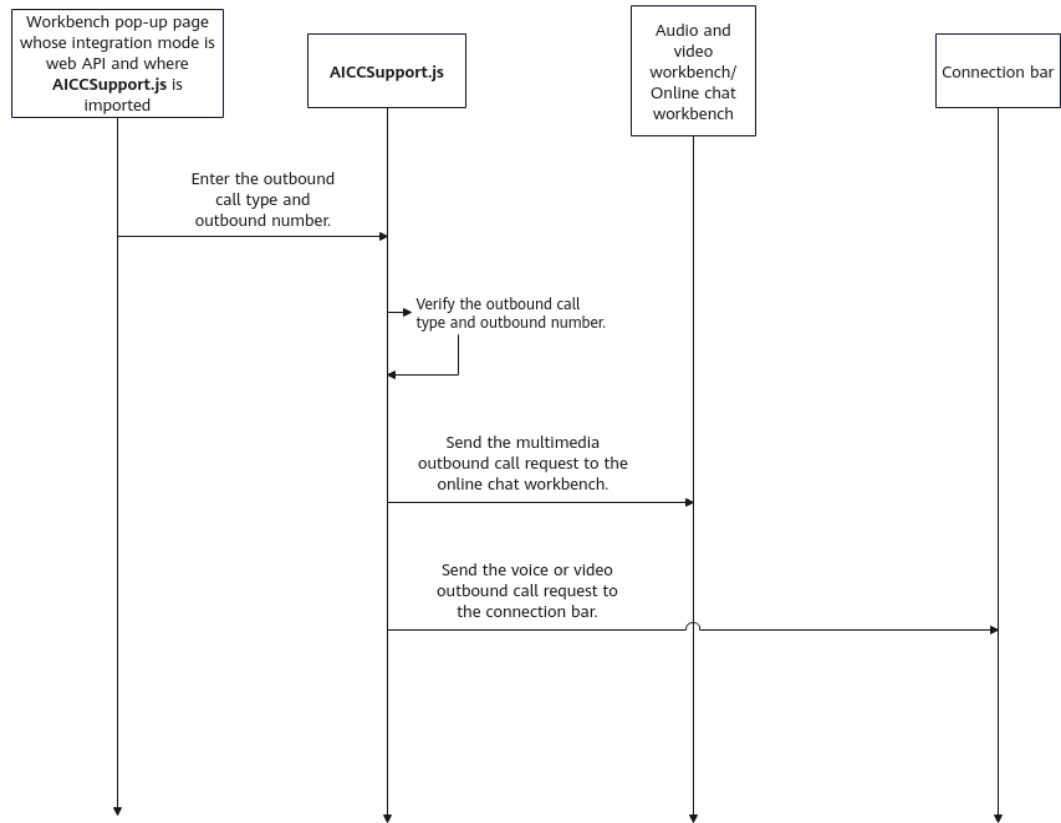 Workbench pop-up page
whose integration mode is
web API and where
AICCSupport.js is
imported
AICCSupport.js
Audio and
video
workbench/
Online chat
workbench
Connection bar
Enter the outbound
call type and
outbound number.
Verify the outbound call
type and outbound number.
Send the multimedia
outbound call request to the
online chat workbench.
Send the voice or video
outbound call request to
the connection bar.